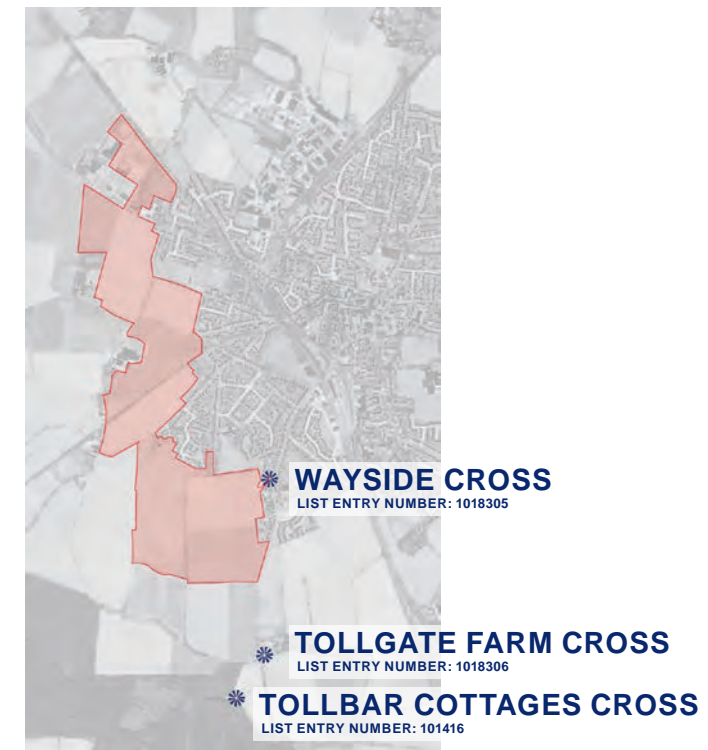 WAYSIDE CROSS
LIST ENTRY NUMBER: 1018305
TOLLGATE FARM CROSS
LIST ENTRY NUMBER: 1018306
TOLLBAR COTTAGES CROSS
LIST ENTRY NUMBER: 101416